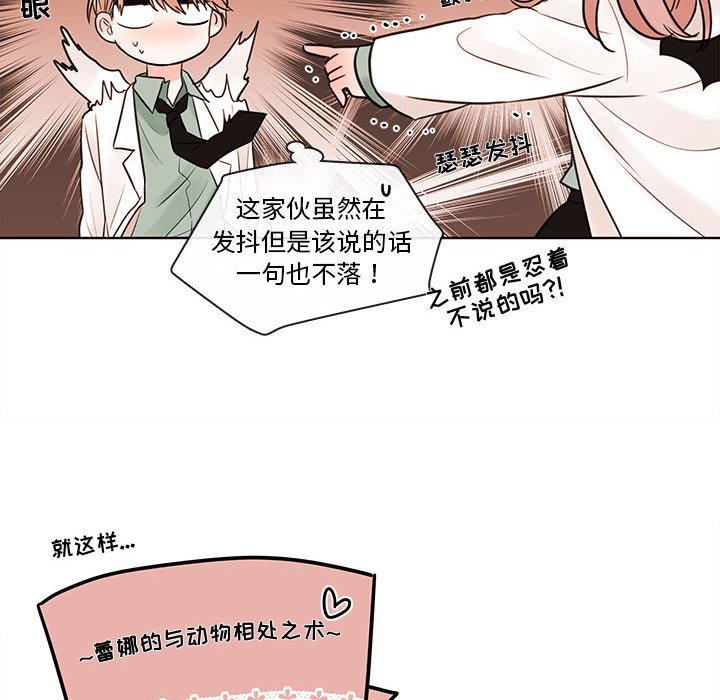 眼
瑟瑟发抖
这家伙虽然在
发抖但是该说的话
一句也不落！
之前都是忍着
不说的吗?!
就这样...
~蕾娜的与动物相处之术~